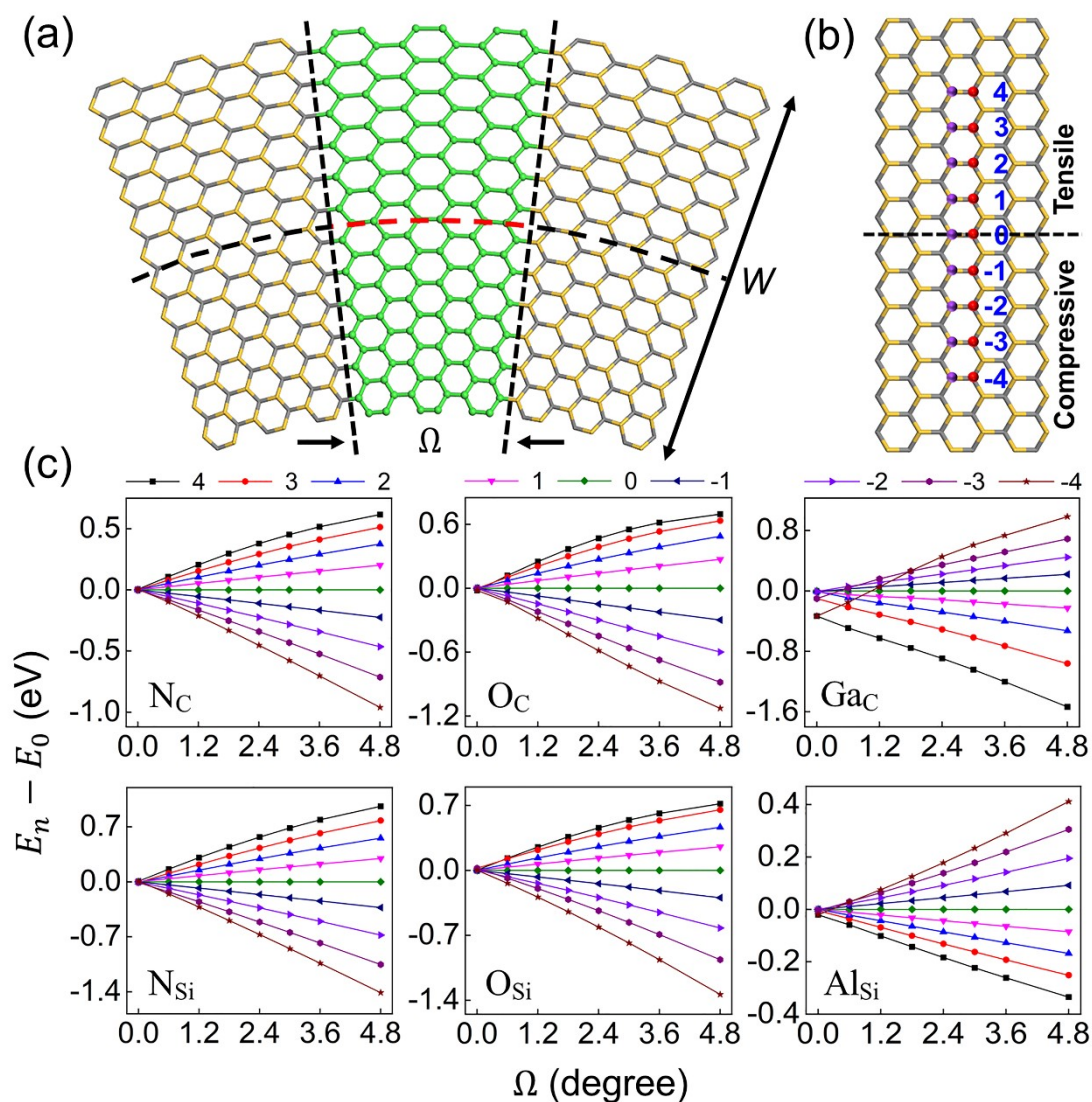 (a)
W
Ω
(b)
4
3
2
1
0
-1
-2
-3
-4
Tensile
Compressive
(c)
4 3 2 1 0 -1 -2 -3 -4
E_n − E_0 (eV)
0.5
0.0
-0.5
-1.0
N_C
0.0 1.2 2.4 3.6 4.8
0.6
0.0
-0.6
-1.2
O_C
0.0 1.2 2.4 3.6 4.8
0.8
0.0
-0.8
-1.6
Ga_C
0.0 1.2 2.4 3.6 4.8
0.7
0.0
-0.7
-1.4
N_Si
0.0 1.2 2.4 3.6 4.8
0.7
0.0
-0.7
-1.4
O_Si
0.0 1.2 2.4 3.6 4.8
0.4
0.2
0.0
-0.2
-0.4
Al_Si
0.0 1.2 2.4 3.6 4.8
Ω (degree)